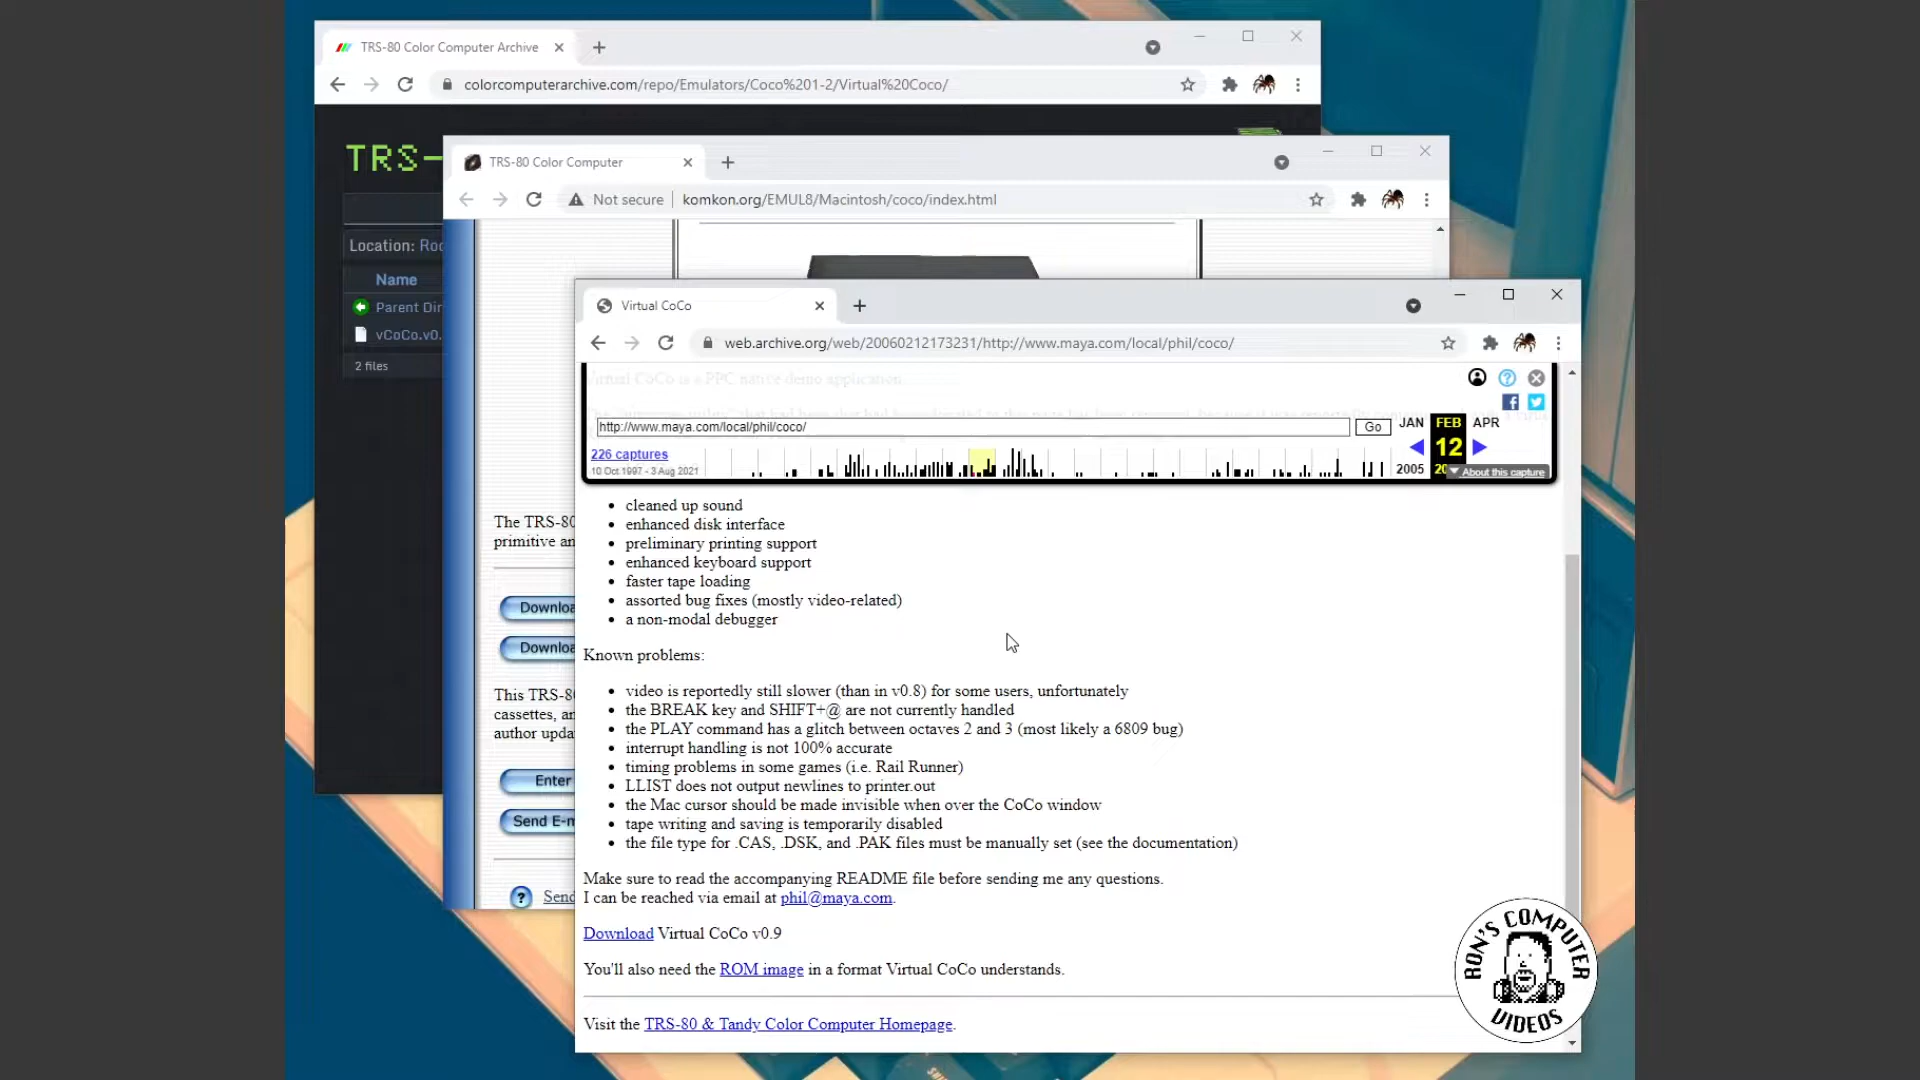 TRS-80 Color Computer Archive
colorcomputerarchive.com/repo/Emulators/Coco%201-2/Virtual%20Coco/
TRS-
Location: Roo
Name
Parent Dir
vCoCo.v0.
2 files
TRS-80 Color Computer
Not secure
komkon.org/EMUL8/Macintosh/coco/index.html
The TRS-80
primitive an
Downloa
Downloa
This TRS-8
cassettes, an
author upda
Enter
Send E-m
? Send
Virtual CoCo
web.archive.org/web/20060212173231/http://www.maya.com/local/phil/coco/
Virtual CoCo is a PPC native demo application.
http://www.maya.com/local/phil/coco/
Go
JAN FEB APR
226 captures
12
10 Oct 1997 - 3 Aug 2021
2005 20
About this capture
• cleaned up sound
• enhanced disk interface
• preliminary printing support
• enhanced keyboard support
• faster tape loading
• assorted bug fixes (mostly video-related)
• a non-modal debugger
Known problems:
• video is reportedly still slower (than in v0.8) for some users, unfortunately
• the BREAK key and SHIFT+@ are not currently handled
• the PLAY command has a glitch between octaves 2 and 3 (most likely a 6809 bug)
• interrupt handling is not 100% accurate
• timing problems in some games (i.e. Rail Runner)
• LLIST does not output newlines to printer.out
• the Mac cursor should be made invisible when over the CoCo window
• tape writing and saving is temporarily disabled
• the file type for .CAS, .DSK, and .PAK files must be manually set (see the documentation)
Make sure to read the accompanying README file before sending me any questions.
I can be reached via email at phil@maya.com.
Download Virtual CoCo v0.9
You'll also need the ROM image in a format Virtual CoCo understands.
Visit the TRS-80 & Tandy Color Computer Homepage.
RON'S COMPUTER
VIDEOS